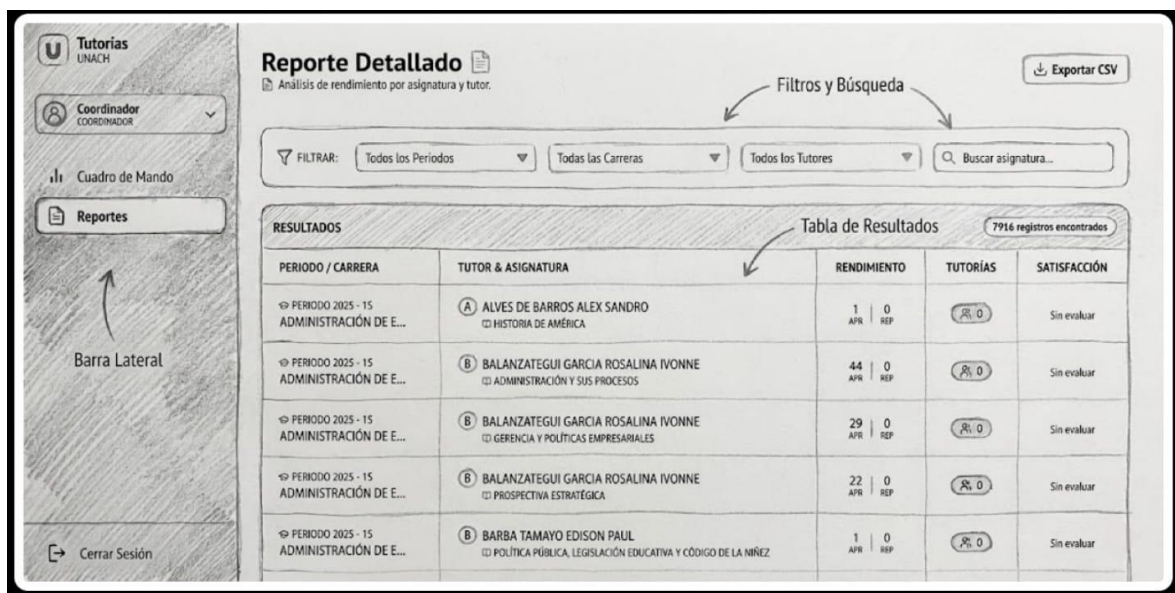 Tutorias
UNACH
Coordinador
COORDINADOR
Cuadro de Mando
Reportes
Barra Lateral
Cerrar Sesión
Reporte Detallado
Análisis de rendimiento por asignatura y tutor.
Exportar CSV
Filtros y Búsqueda
FILTRAR: Todos los Periodos Todas las Carreras Todos los Tutores Buscar asignatura...
RESULTADOS Tabla de Resultados 7916 registros encontrados
PERIODO / CARRERA TUTOR & ASIGNATURA RENDIMIENTO TUTORÍAS SATISFACCIÓN
PERIODO 2025 - 1S A ALVES DE BARROS ALEX SANDRO 1 0 0 Sin evaluar
ADMINISTRACIÓN DE E... HISTORIA DE AMÉRICA APR REP
PERIODO 2025 - 1S B BALANZATEGUI GARCIA ROSALINA IVONNE 44 0 0 Sin evaluar
ADMINISTRACIÓN DE E... ADMINISTRACIÓN Y SUS PROCESOS APR REP
PERIODO 2025 - 1S B BALANZATEGUI GARCIA ROSALINA IVONNE 29 0 0 Sin evaluar
ADMINISTRACIÓN DE E... GERENCIA Y POLÍTICAS EMPRESARIALES APR REP
PERIODO 2025 - 1S B BALANZATEGUI GARCIA ROSALINA IVONNE 22 0 0 Sin evaluar
ADMINISTRACIÓN DE E... PROSPECTIVA ESTRATÉGICA APR REP
PERIODO 2025 - 1S B BARBA TAMAYO EDISON PAUL 1 0 0 Sin evaluar
ADMINISTRACIÓN DE E... POLÍTICA PÚBLICA, LEGISLACIÓN EDUCATIVA Y CÓDIGO DE LA NIÑEZ APR REP